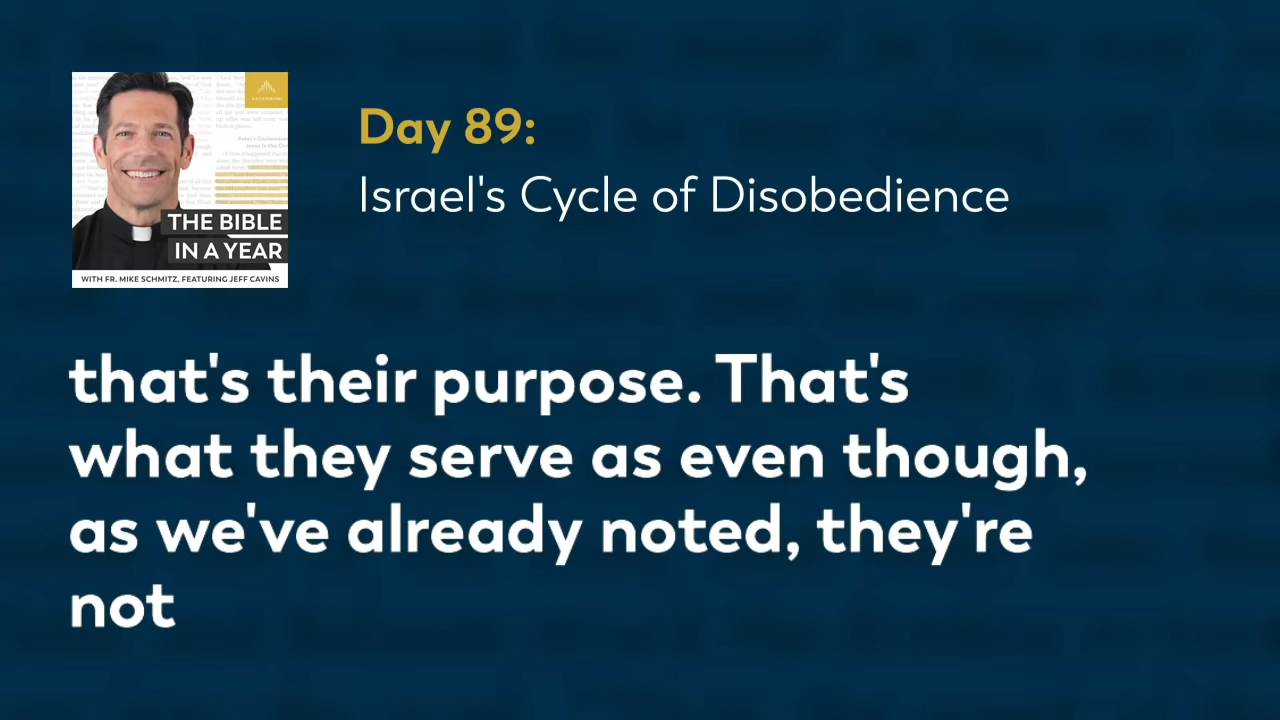 THE BIBLE
IN A YEAR
WITH FR. MIKE SCHMITZ, FEATURING JEFF CAVINS
Day 89:
Israel's Cycle of Disobedience
that's their purpose. That's
what they serve as even though,
as we've already noted, they're
not